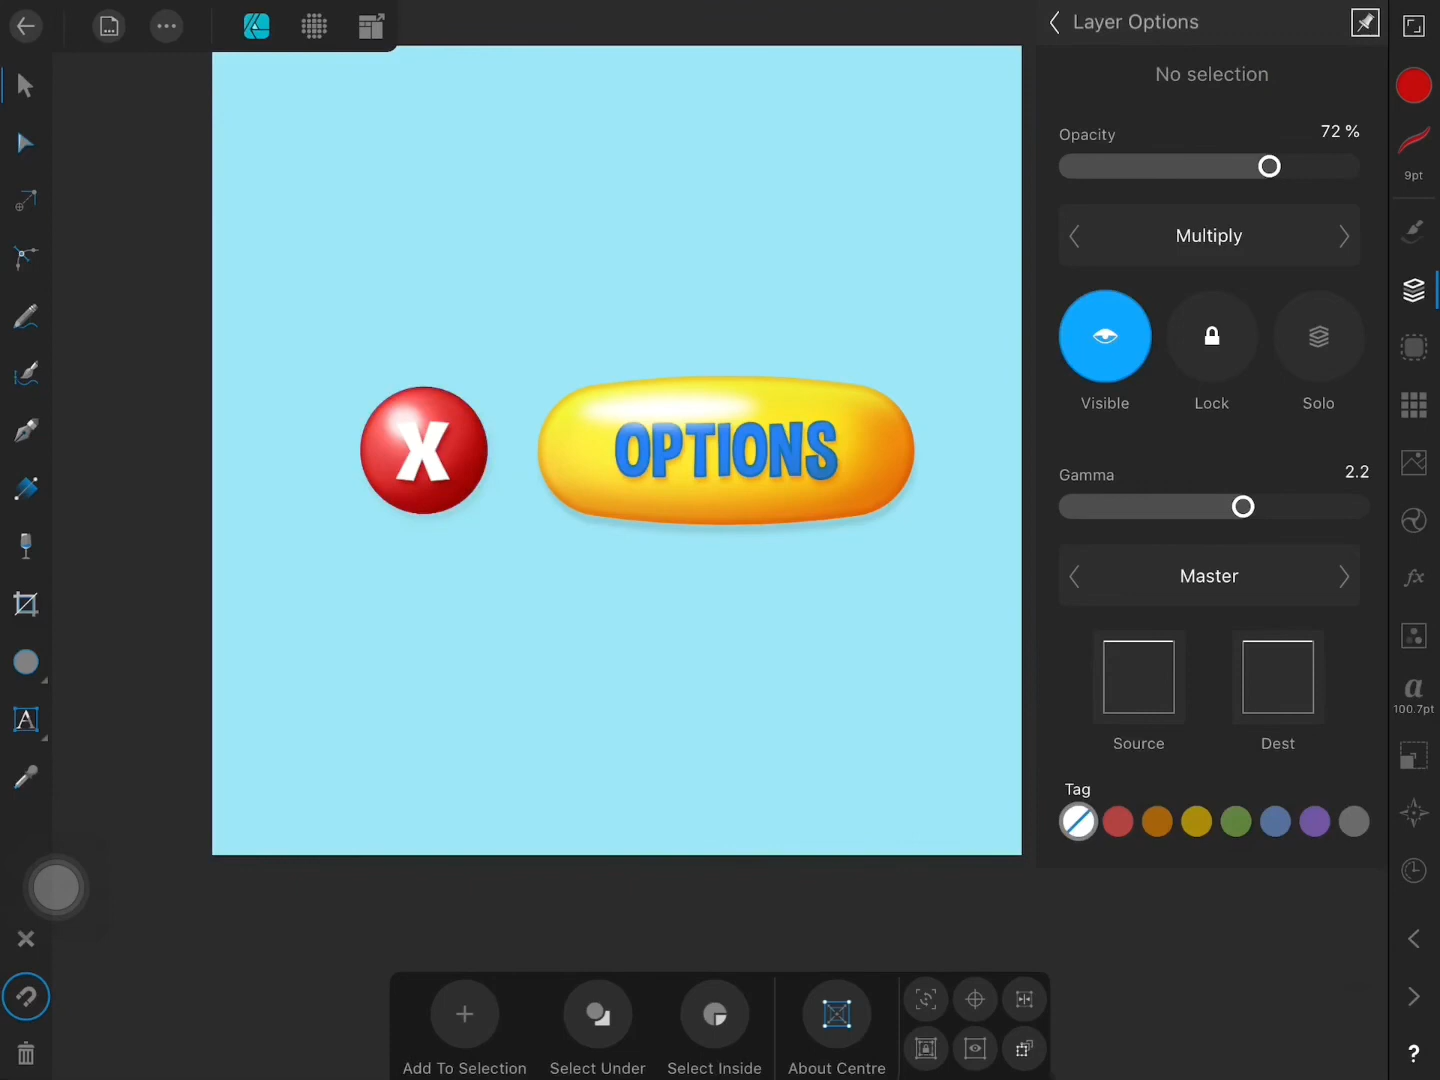 Layer Options
No selection
Opacity
72 %
9pt
Multiply
Visible
Lock
Solo
X
OPTIONS
Gamma
2.2
Master
a
100.7pt
fx
Source
Dest
Tag
A
Add To Selection
Select Under
Select Inside
About Centre
?